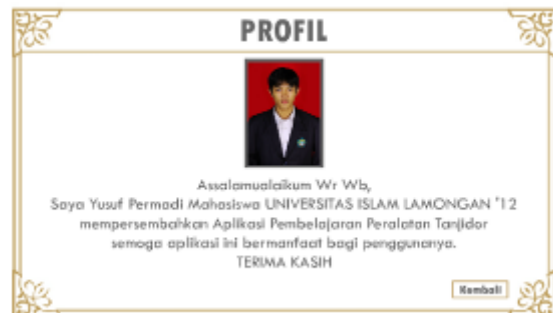 PROFIL
Assalamualaikum Wr Wb,
Saya Yusuf Permadi Mahasiswa UNIVERSITAS ISLAM LAMONGAN '12
mempersembahkan Aplikasi Pembelajaran Peralatan Tanjidor
semoga aplikasi ini bermanfaat bagi penggunanya.
TERIMA KASIH
Kembali